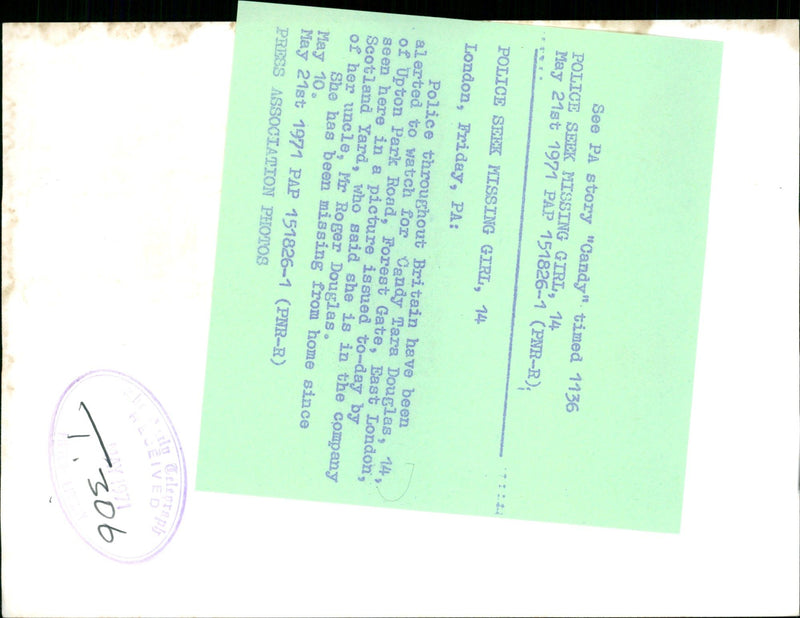 See PA story "Candy" timed 1136
POLICE SEEK MISSING GIRL, 14
May 21st 1971 PAP 151826-1 (PNR-R).
POLICE SEEK MISSING GIRL, 14
London, Friday, PA:
Police throughout Britain have been
alerted to watch for Candy Tara Douglas, 14,
of Upton Park Road, Forest Gate, East London,
seen here in a picture issued to-day by
Scotland Yard, who said she is in the company
of her uncle, Mr Roger Douglas.
She has been missing from home since
May 10.
May 21st 1971 PAP 151826-1 (PNR-R)
PRESS ASSOCIATION PHOTOS
Telegraph
RECEIVED
MAY 1971